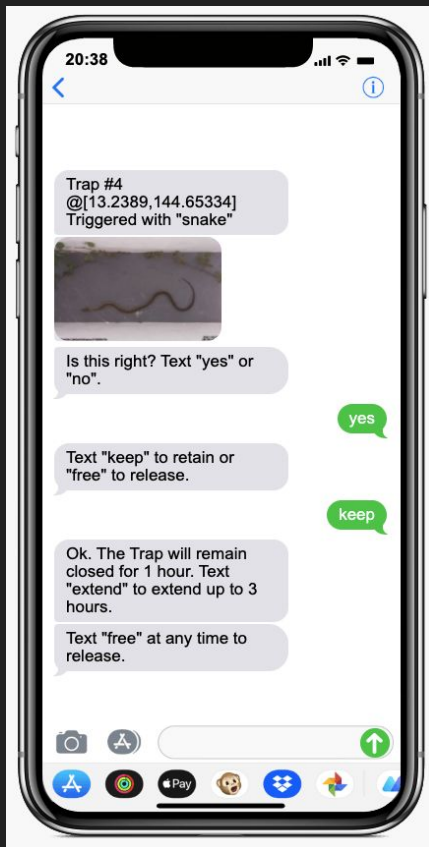 20:38
Trap #4
@[13.2389,144.65334]
Triggered with "snake"
Is this right? Text "yes" or
"no".
yes
Text "keep" to retain or
"free" to release.
keep
Ok. The Trap will remain
closed for 1 hour. Text
"extend" to extend up to 3
hours.
Text "free" at any time to
release.
Pay